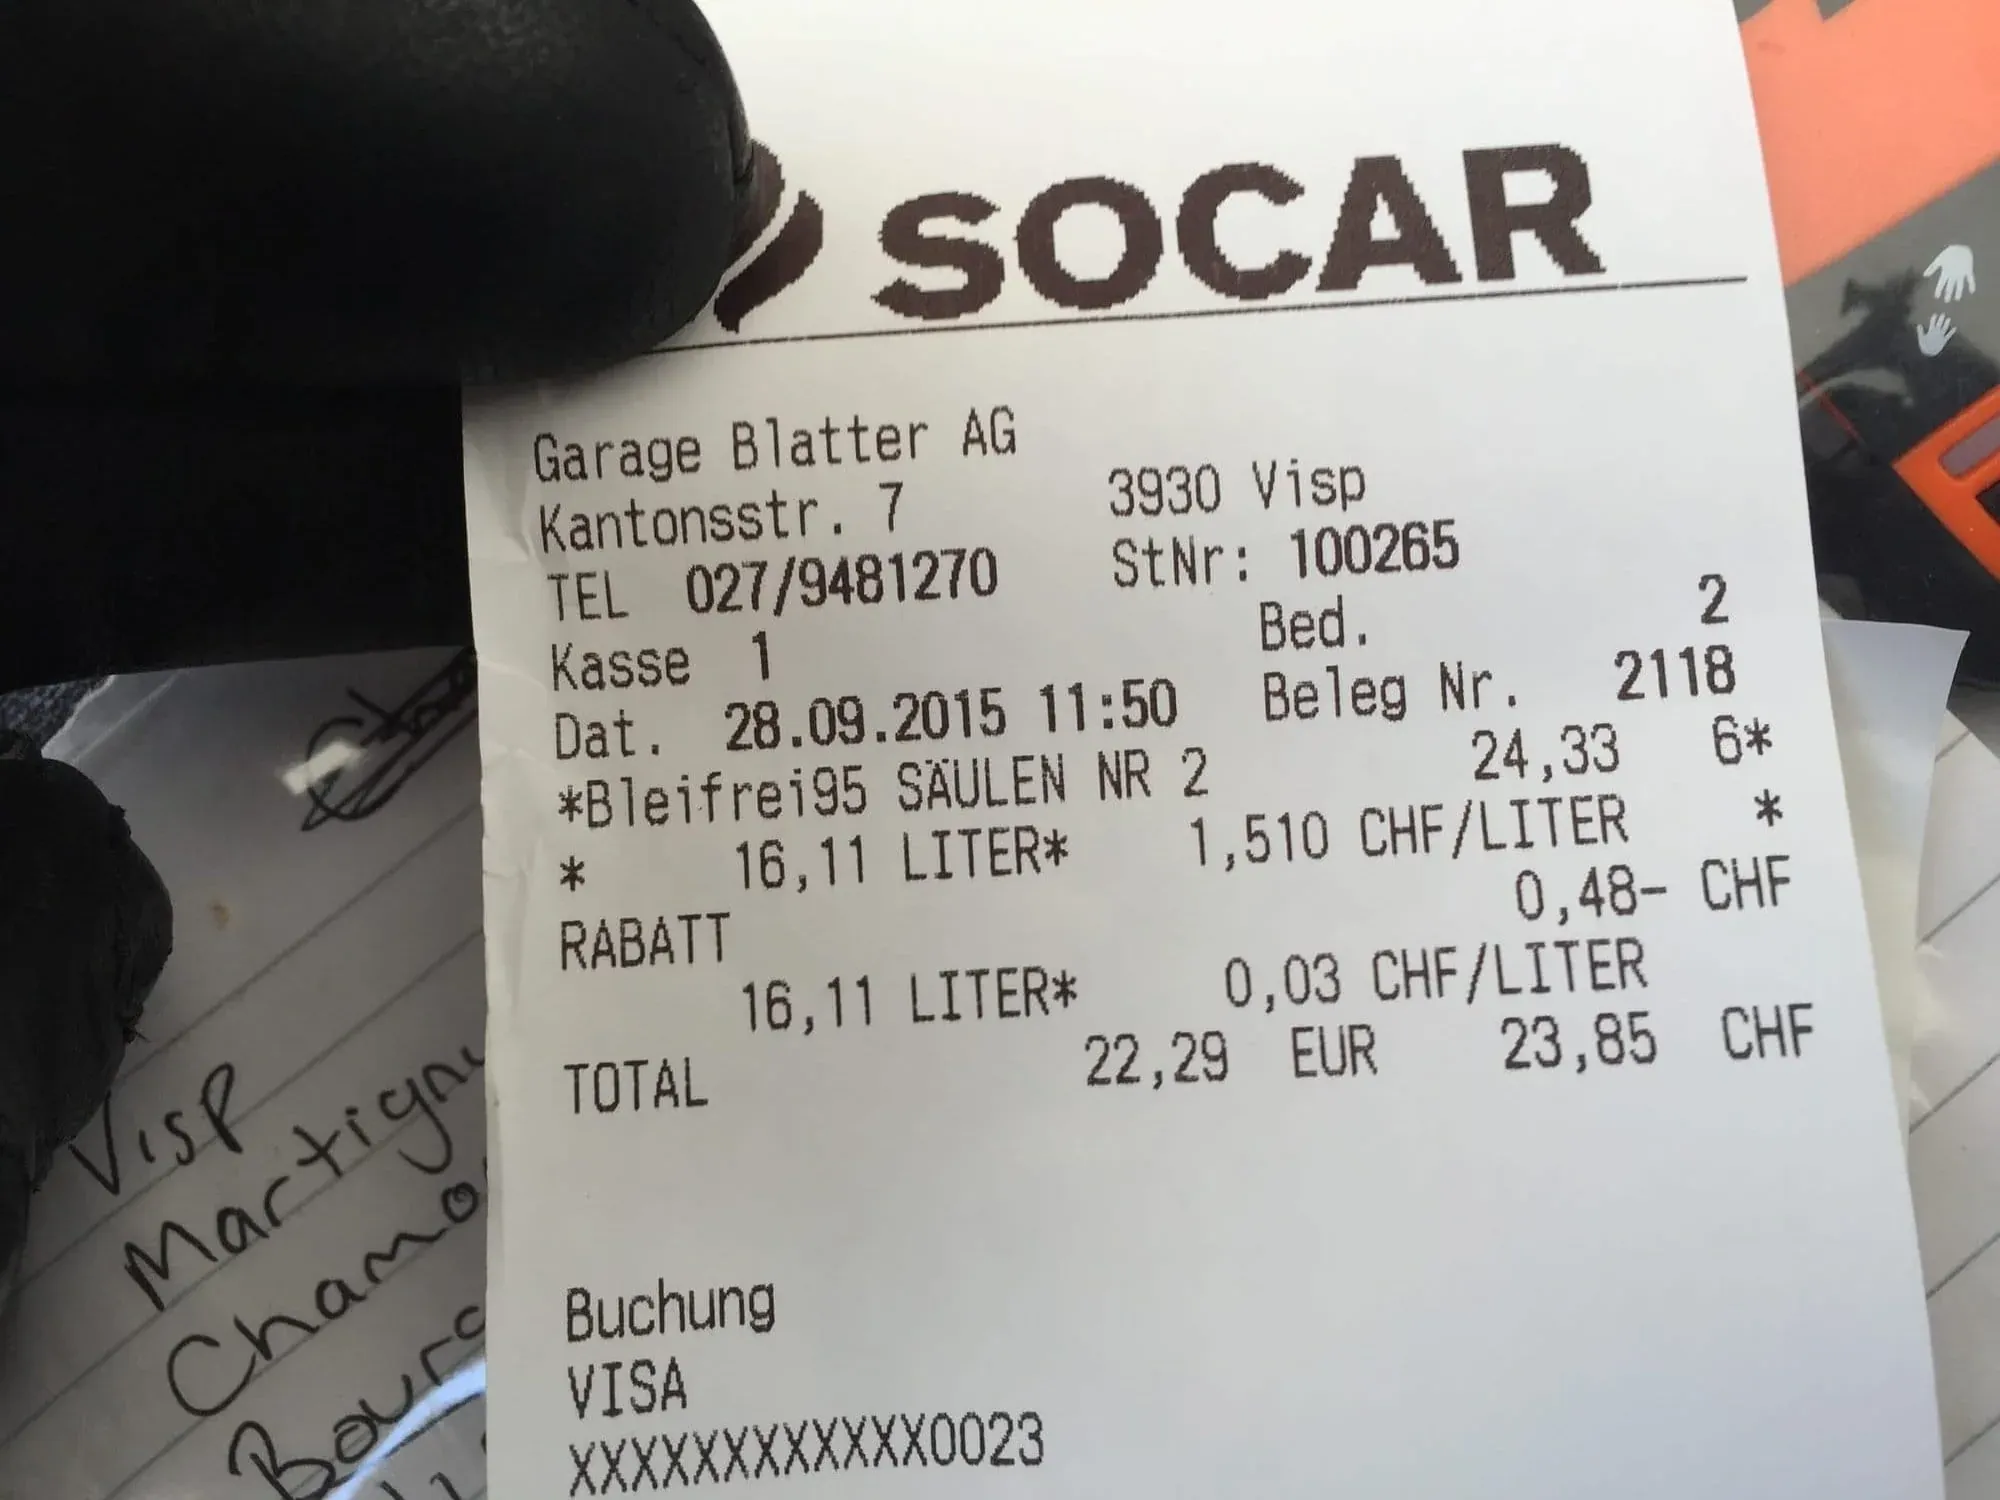 SOCAR
Garage Blatter AG
Kantonsstr. 7 3930 Visp
TEL 027/9481270 StNr: 100265
Kasse 1 Bed. 2
Dat. 28.09.2015 11:50 Beleg Nr. 2118
*Bleifrei95 SÄULEN NR 2 24,33 6*
* 16,11 LITER* 1,510 CHF/LITER *
RABATT 0,48- CHF
16,11 LITER* 0,03 CHF/LITER
TOTAL 22,29 EUR 23,85 CHF
Buchung
VISA
XXXXXXXXXXXX0023
Visp